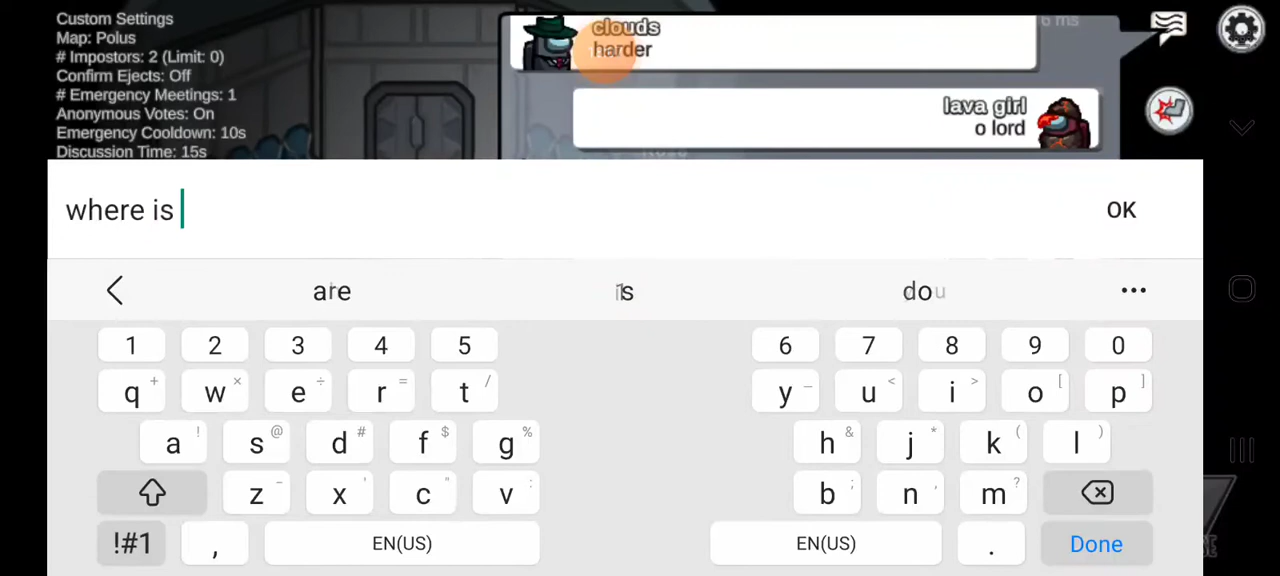 Custom Settings
Map: Polus
# Impostors: 2 (Limit: 0)
Confirm Ejects: Off
# Emergency Meetings: 1
Anonymous Votes: On
Emergency Cooldown: 10s
Discussion Time: 15s
clouds
harder
6 ms
lava girl
o lord
where is
OK
are is do
1 2 3 4 5 6 7 8 9 0
q + w × e ÷ r = t / y – u < i > o [ p ]
a ! s @ d # f $ g % h & j * k ( l )
z - x ' c " v : b ; n , m ?
!#1 , EN(US) EN(US) . Done